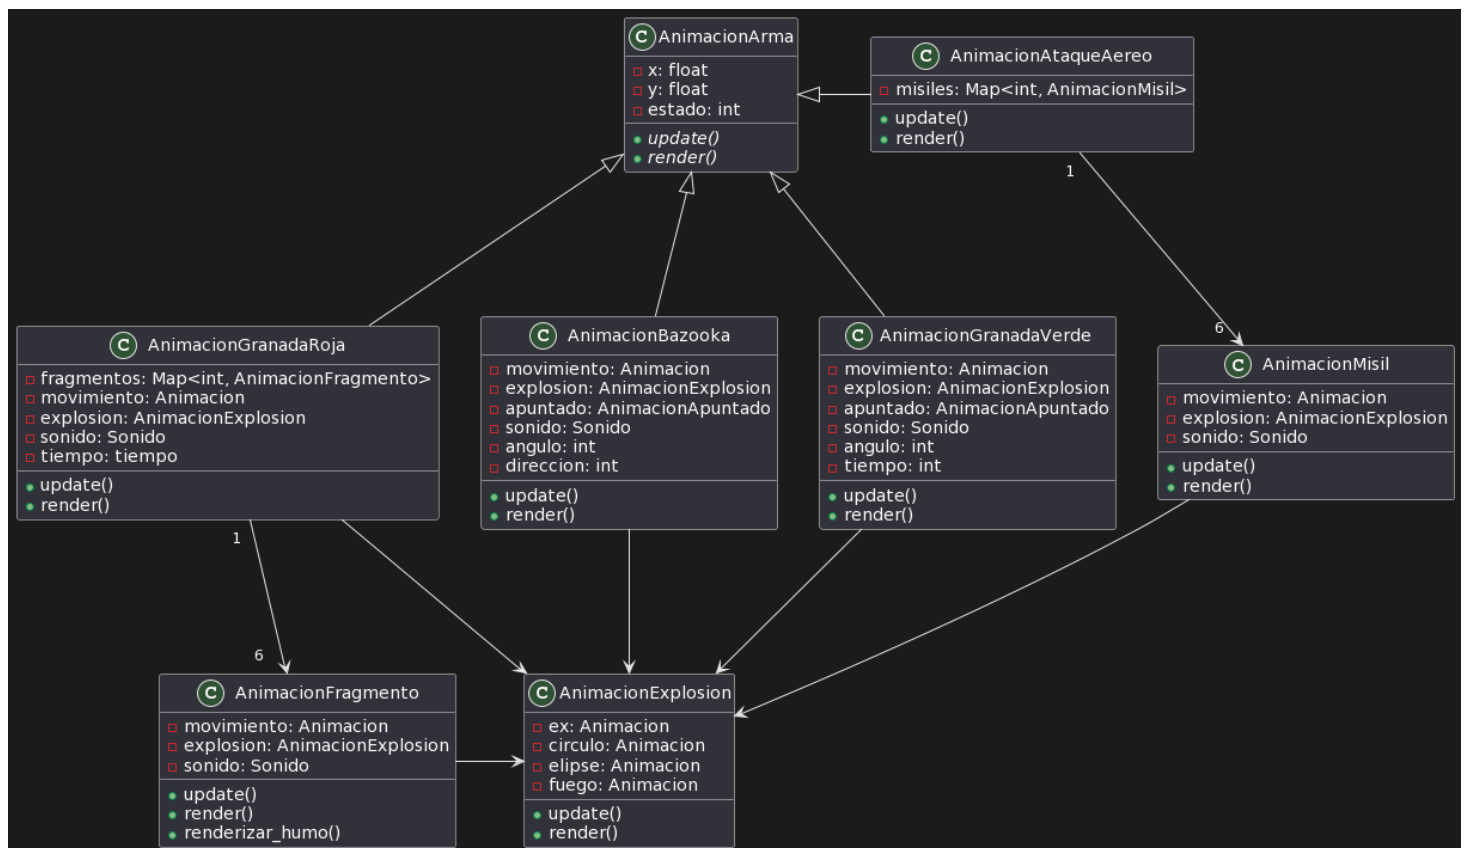 C AnimacionArma
x: float
y: float
estado: int
update()
render()
C AnimacionAtaqueAereo
misiles: Map<int, AnimacionMisil>
update()
render()
1
6
C AnimacionGranadaRoja
fragmentos: Map<int, AnimacionFragmento>
movimiento: Animacion
explosion: AnimacionExplosion
sonido: Sonido
tiempo: tiempo
update()
render()
C AnimacionBazooka
movimiento: Animacion
explosion: AnimacionExplosion
apuntado: AnimacionApuntado
sonido: Sonido
angulo: int
direccion: int
update()
render()
C AnimacionGranadaVerde
movimiento: Animacion
explosion: AnimacionExplosion
apuntado: AnimacionApuntado
sonido: Sonido
angulo: int
tiempo: int
update()
render()
C AnimacionMisil
movimiento: Animacion
explosion: AnimacionExplosion
sonido: Sonido
update()
render()
1
6
C AnimacionFragmento
movimiento: Animacion
explosion: AnimacionExplosion
sonido: Sonido
update()
render()
renderizar_humo()
C AnimacionExplosion
ex: Animacion
circulo: Animacion
elipse: Animacion
fuego: Animacion
update()
render()